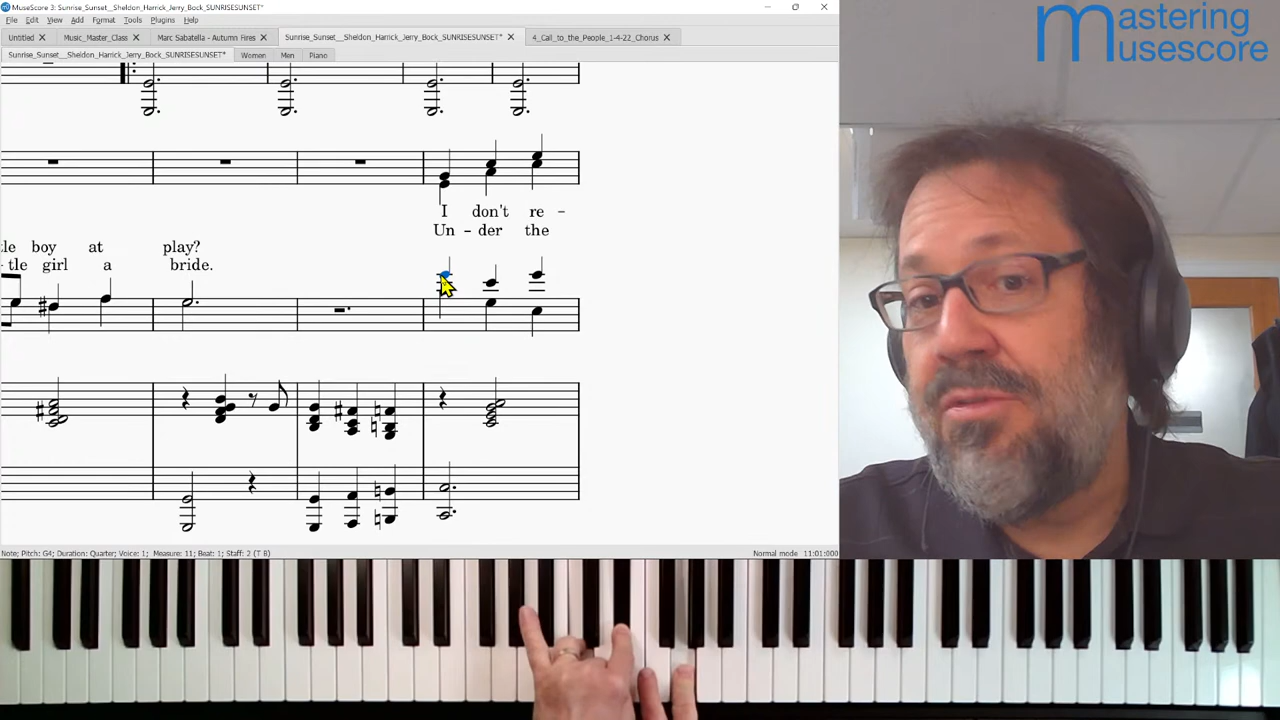 MuseScore 3: Sunrise_Sunset__Sheldon_Harrick_Jerry_Bock_SUNRISESUNSET*
File Edit View Add Format Tools Plugins Help
Untitled Music_Master_Class Marc Sabatella - Autumn Fires Sunrise_Sunset__Sheldon_Harrick_Jerry_Bock_SUNRISESUNSET* 4_Call_to_the_People_1-4-22_Chorus
Sunrise_Sunset__Sheldon_Harrick_Jerry_Bock_SUNRISESUNSET* Women Men Piano
Mastering
Musescore
I don't re -
Un - der the
tle boy at play?
- tle girl a bride.
Note; Pitch: G4; Duration: Quarter; Voice: 1; Measure: 11; Beat: 1; Staff: 2 (T B) Normal mode 11:01:000